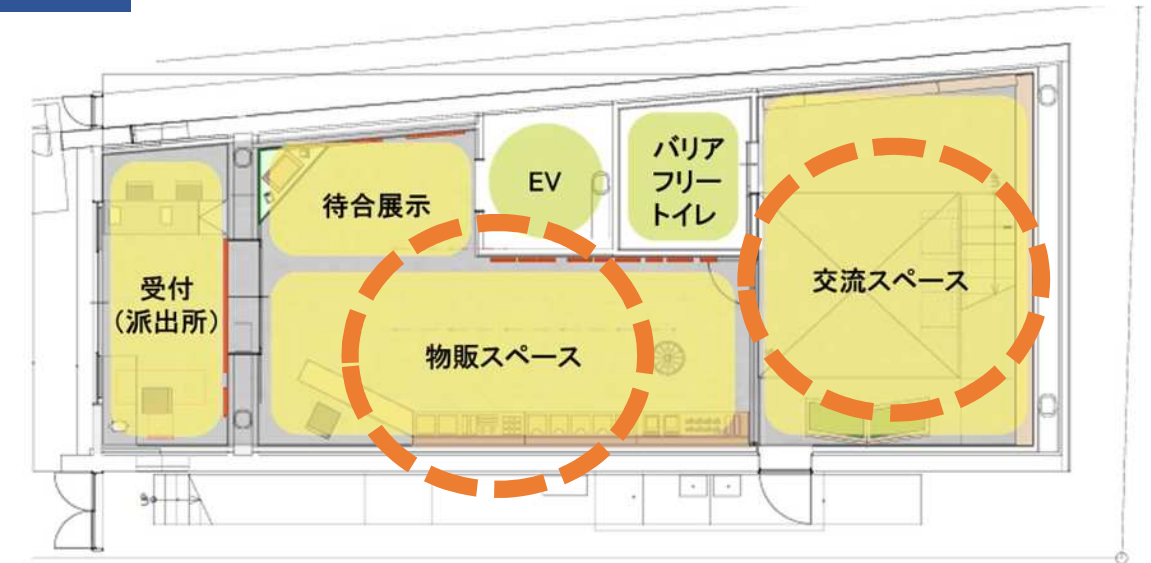 受付
(派出所)
待合展示
EV
バリア
フリー
トイレ
物販スペース
交流スペース